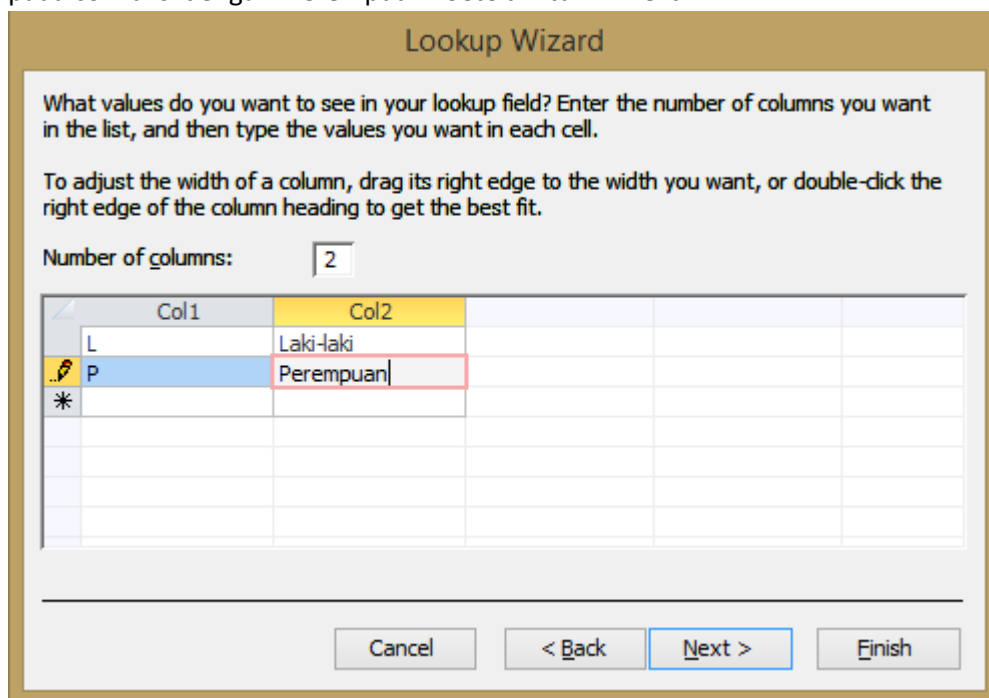 Lookup Wizard
What values do you want to see in your lookup field? Enter the number of columns you want
in the list, and then type the values you want in each cell.
To adjust the width of a column, drag its right edge to the width you want, or double-click the
right edge of the column heading to get the best fit.
Number of columns: 2
Col1 Col2
L Laki-laki
P Perempuan
Cancel < Back Next > Finish